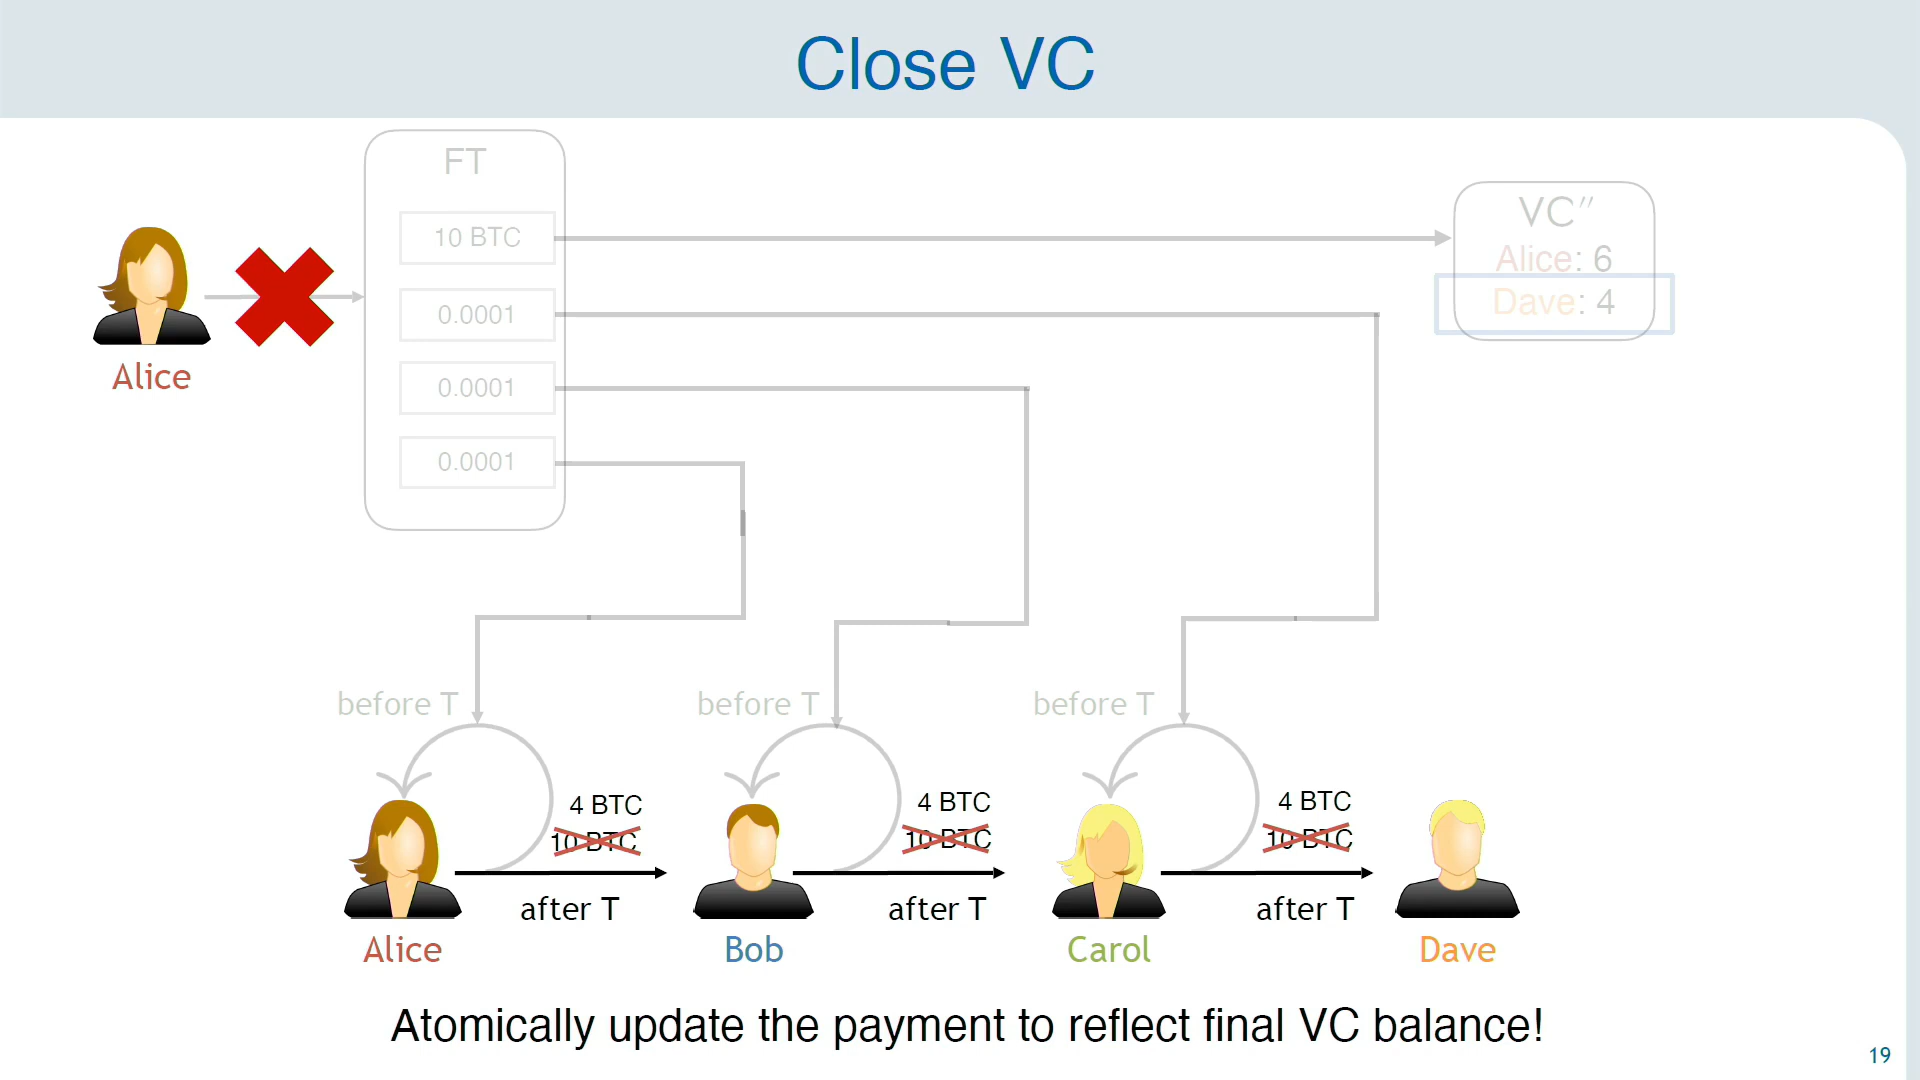 Close VC
FT
10 BTC
0.0001
0.0001
0.0001
VC″
Alice: 6
Dave: 4
Alice
before T
before T
before T
4 BTC
10 BTC
4 BTC
10 BTC
4 BTC
10 BTC
after T
after T
after T
Alice
Bob
Carol
Dave
Atomically update the payment to reflect final VC balance!
19